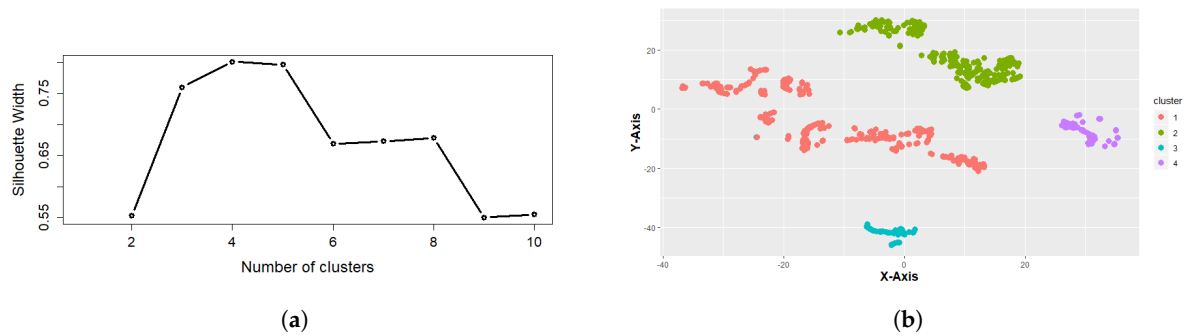 Silhouette Width
0.75
0.65
0.55
2
4
6
8
10
Number of clusters
(a)
Y-Axis
20
0
-20
-40
-40
-20
0
20
X-Axis
cluster
1
2
3
4
(b)